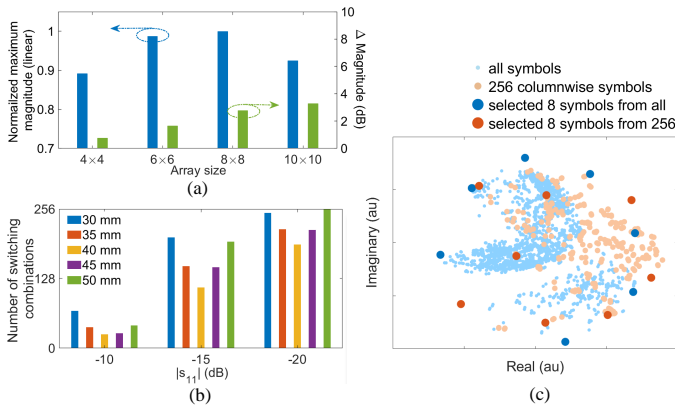 (a)
Normalized maximum
magnitude (linear)
1
0.9
0.8
0.7
10
8
6
4
2
0
Δ Magnitude (dB)
4×4
6×6
8×8
10×10
Array size
(b)
Number of switching
combinations
256
128
0
30 mm
35 mm
40 mm
45 mm
50 mm
-10
-15
-20
|s11| (dB)
all symbols
256 columnwise symbols
selected 8 symbols from all
selected 8 symbols from 256
Imaginary (au)
Real (au)
(c)